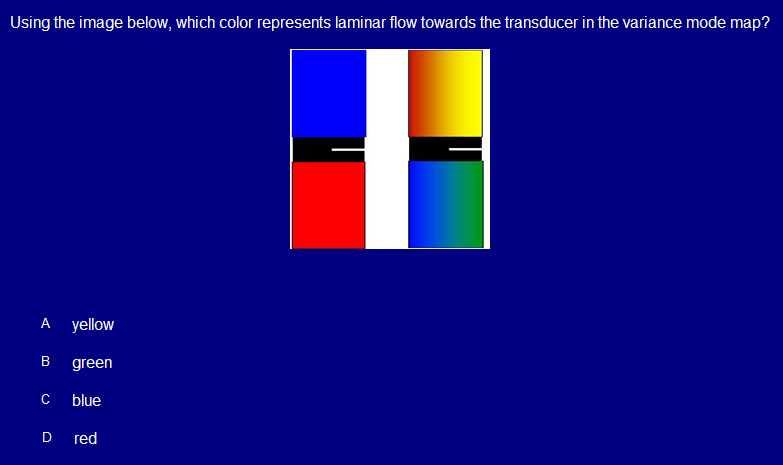 Using the image below, which color represents laminar flow towards the transducer in the variance mode map?
A yellow
B green
C blue
D red